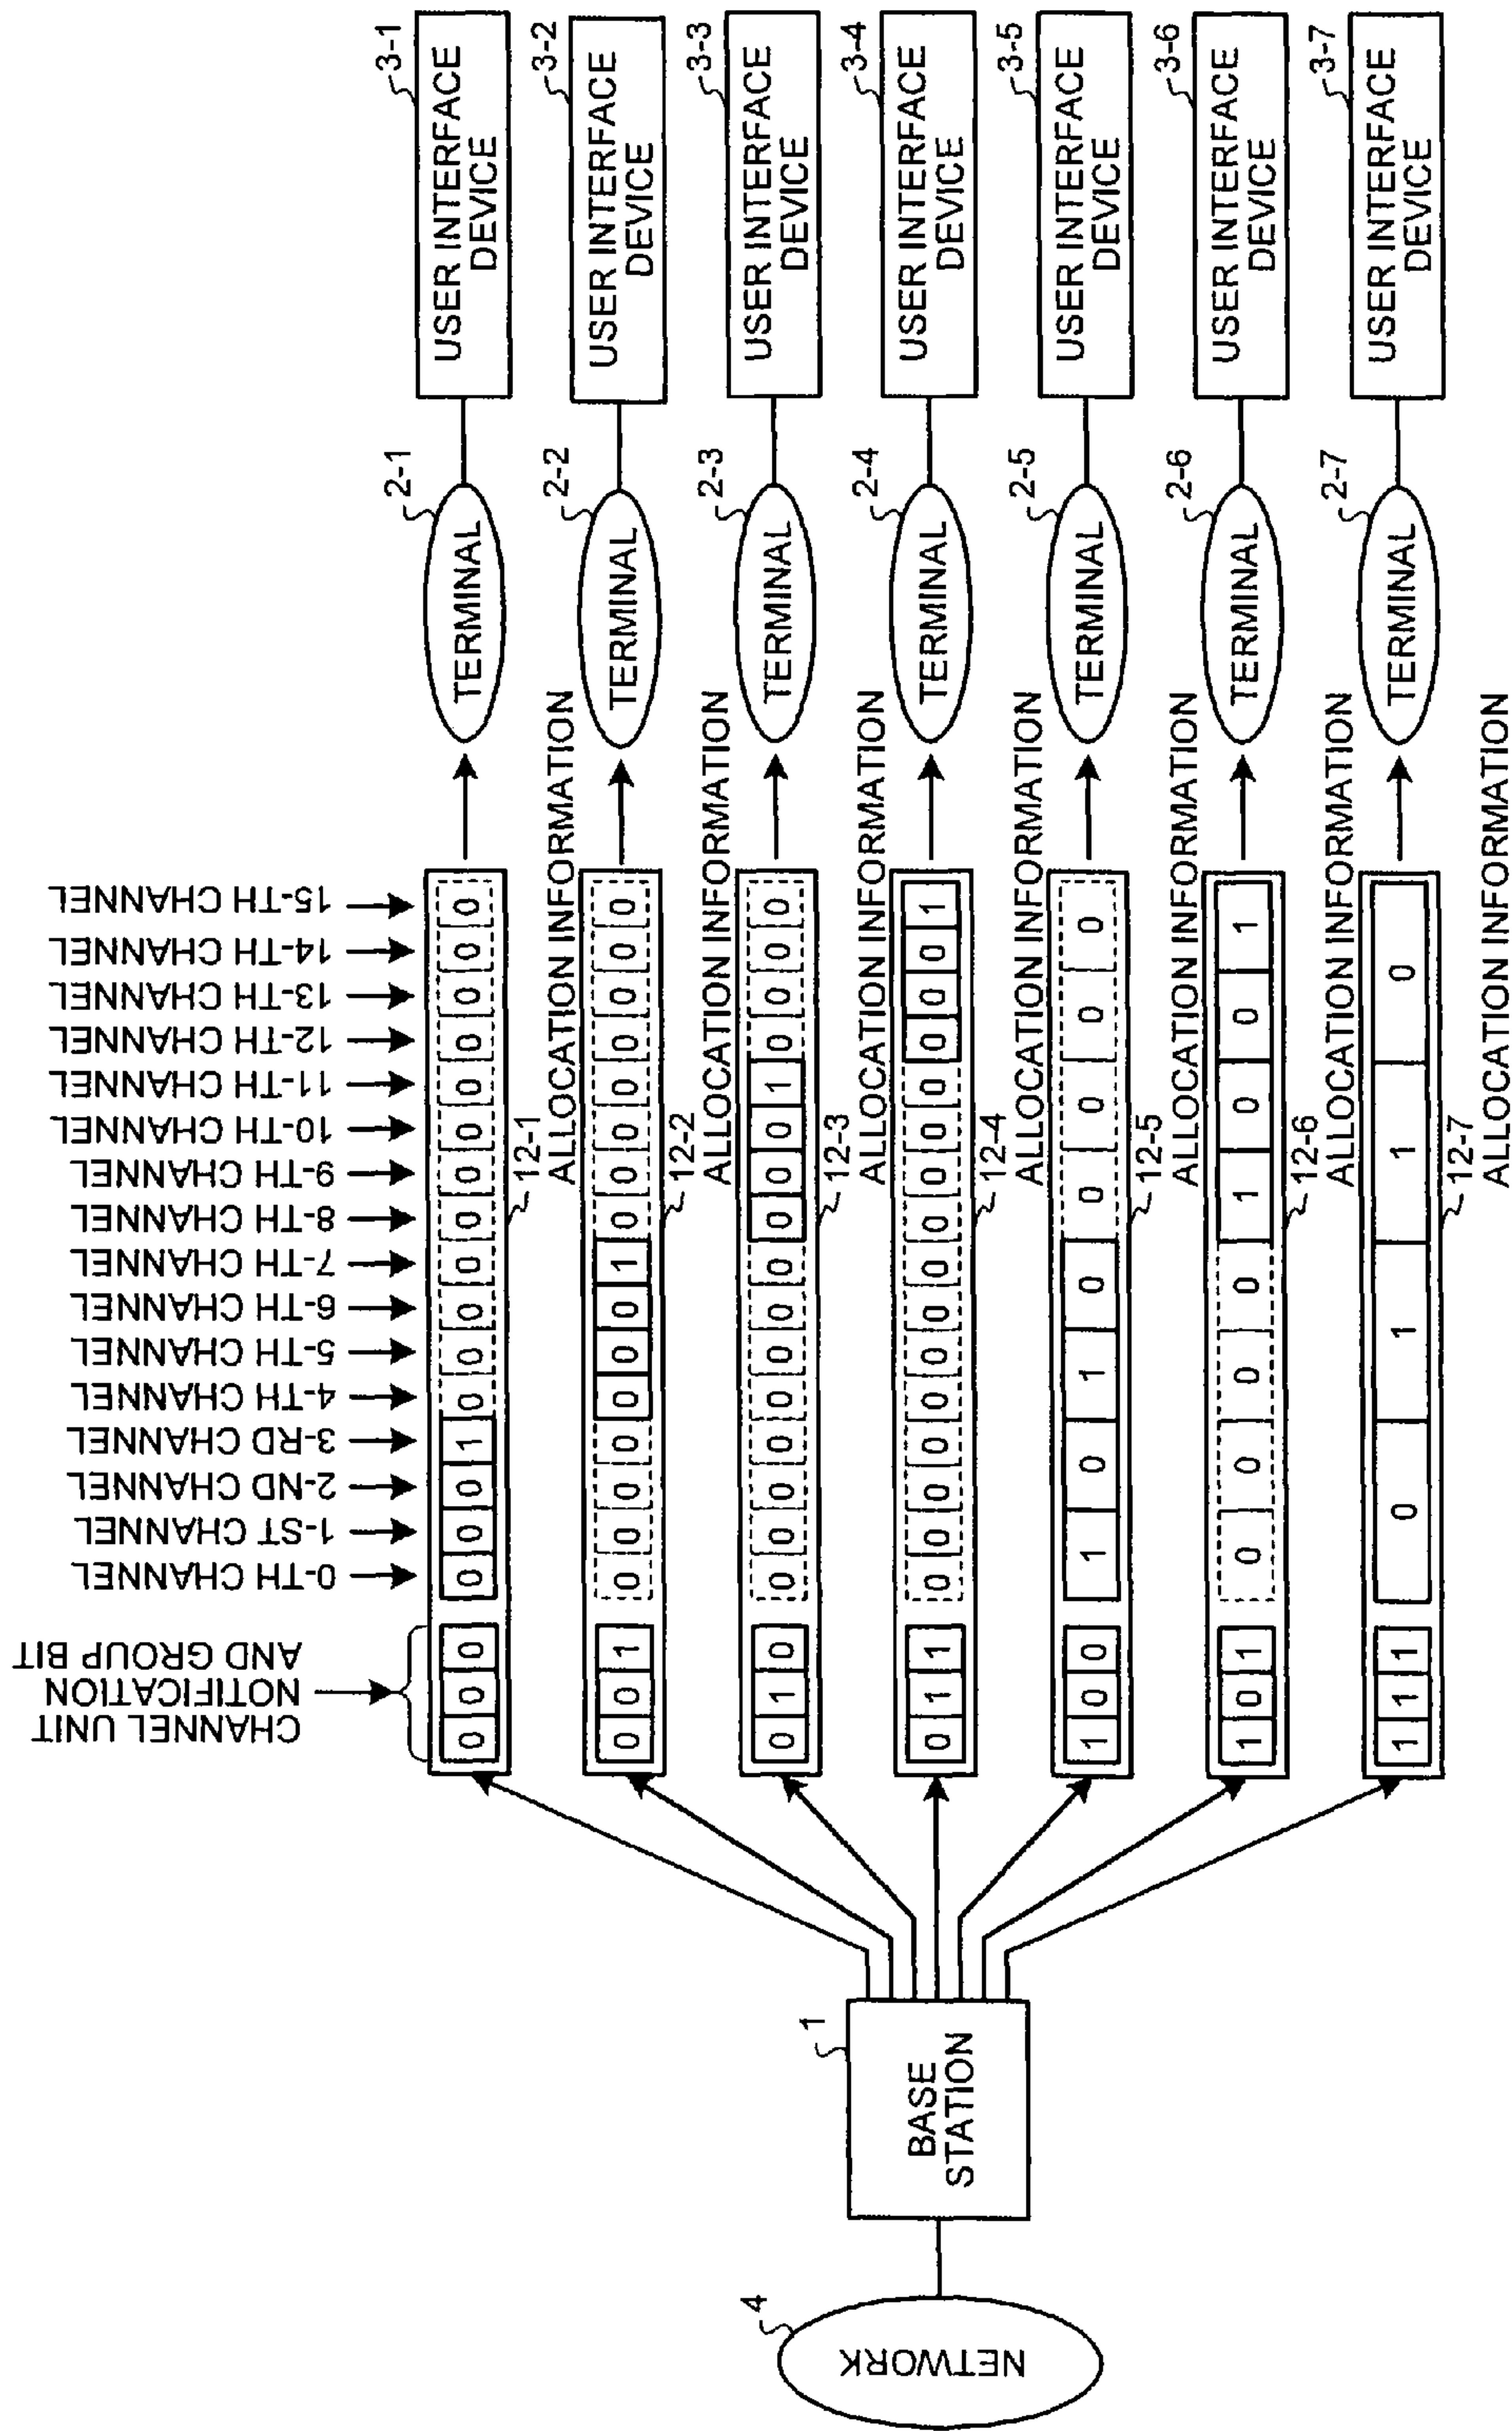 CHANNEL UNIT
NOTIFICATION
AND GROUP BIT
0-TH CHANNEL
1-ST CHANNEL
2-ND CHANNEL
3-RD CHANNEL
4-TH CHANNEL
5-TH CHANNEL
6-TH CHANNEL
7-TH CHANNEL
8-TH CHANNEL
9-TH CHANNEL
10-TH CHANNEL
11-TH CHANNEL
12-TH CHANNEL
13-TH CHANNEL
14-TH CHANNEL
15-TH CHANNEL
4
NETWORK
1
BASE
STATION
0 0 0 0 0 0 1 0 0 0 0 0 0 0 0 0 0 0 0
12-1
ALLOCATION INFORMATION
2-1
TERMINAL
3-1
USER INTERFACE
DEVICE
0 0 1 0 0 0 0 0 0 0 1 0 0 0 0 0 0 0 0
12-2
ALLOCATION INFORMATION
2-2
TERMINAL
3-2
USER INTERFACE
DEVICE
0 1 0 0 0 0 0 0 0 0 0 0 0 0 1 0 0 0 0
12-3
ALLOCATION INFORMATION
2-3
TERMINAL
3-3
USER INTERFACE
DEVICE
0 1 1 0 0 0 0 0 0 0 0 0 0 0 0 0 0 0 1
12-4
ALLOCATION INFORMATION
2-4
TERMINAL
3-4
USER INTERFACE
DEVICE
1 0 0 1 0 1 0 0 0 0 0
12-5
ALLOCATION INFORMATION
2-5
TERMINAL
3-5
USER INTERFACE
DEVICE
1 0 1 0 0 0 0 1 0 0 1
12-6
ALLOCATION INFORMATION
2-6
TERMINAL
3-6
USER INTERFACE
DEVICE
1 1 1 0 1 1 0
12-7
ALLOCATION INFORMATION
2-7
TERMINAL
3-7
USER INTERFACE
DEVICE